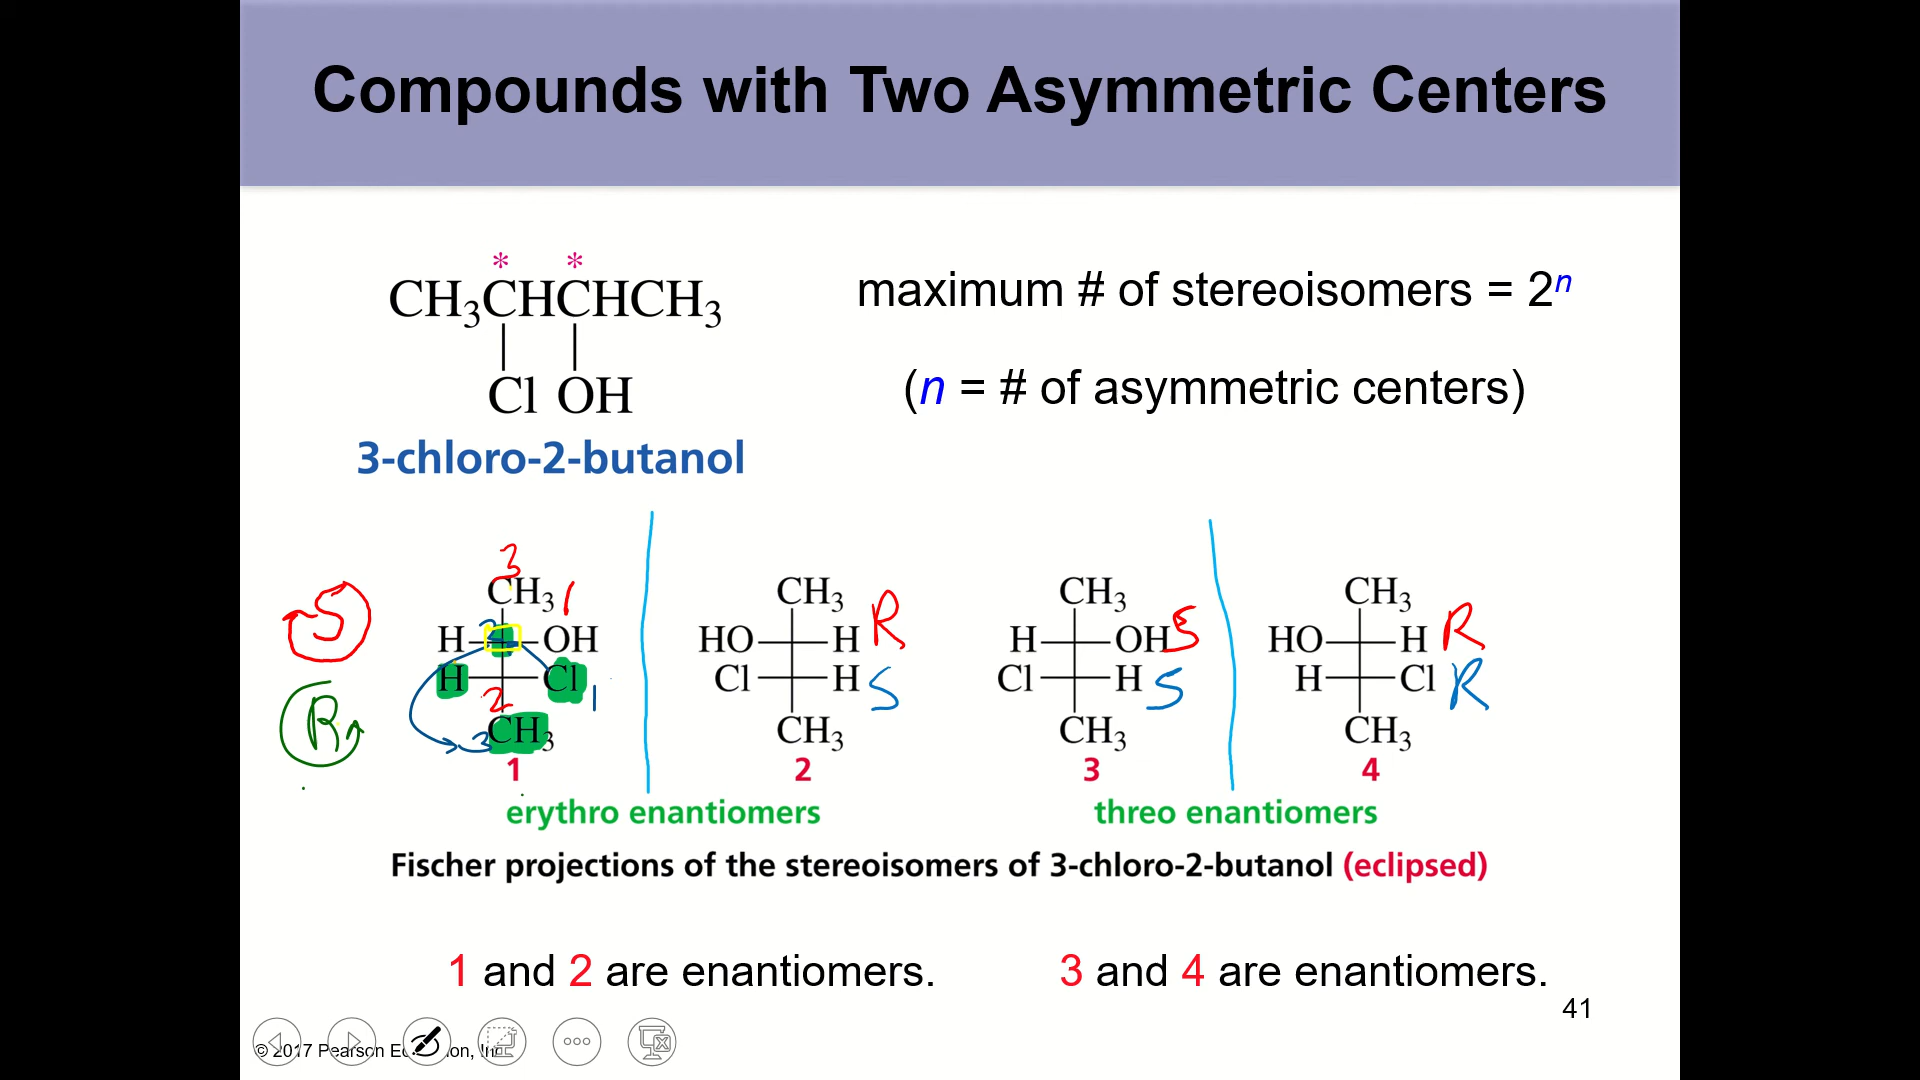 Compounds with Two Asymmetric Centers
* *
CH₃CHCHCH₃
Cl OH
3-chloro-2-butanol
maximum # of stereoisomers = 2ⁿ
(n = # of asymmetric centers)
3
CH₃ 1 CH₃ CH₃ CH₃
S H 2 OH HO H R H OH S HO H R
H Cl 1 Cl H S Cl H S H Cl R
R 2
3 CH₃ CH₃ CH₃ CH₃
1 2 3 4
erythro enantiomers threo enantiomers
Fischer projections of the stereoisomers of 3-chloro-2-butanol (eclipsed)
1 and 2 are enantiomers. 3 and 4 are enantiomers.
41
© 2017 Pearson